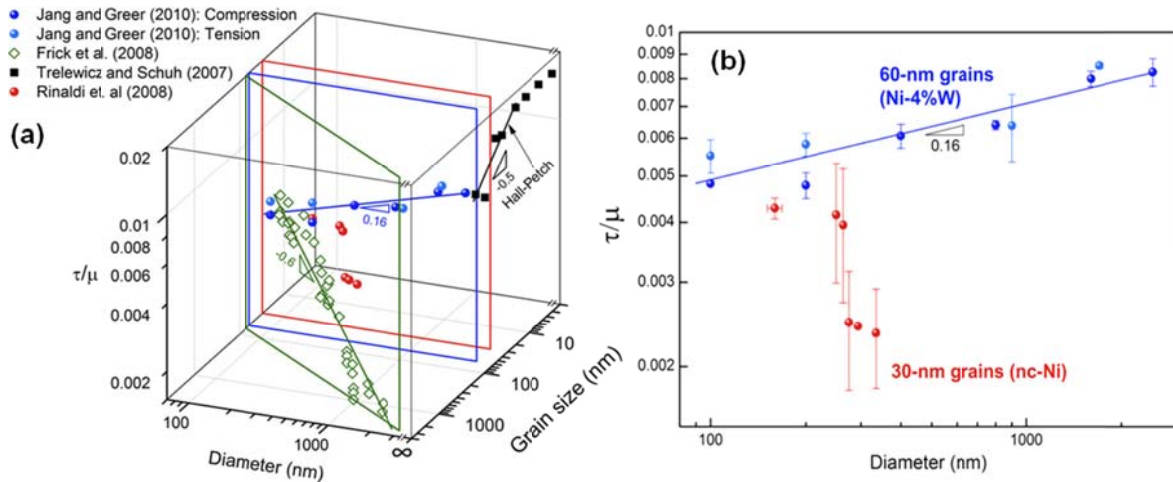 Jang and Greer (2010): Compression
Jang and Greer (2010): Tension
Frick et al. (2008)
Trelewicz and Schuh (2007)
Rinaldi et. al (2008)
(a)
0.02
0.01
0.008
0.006
0.004
0.002
τ/μ
100
1000
∞
Diameter (nm)
10
100
1000
Grain size (nm)
-0.5
Hall-Petch
0.16
-0.6
(b)
0.01
0.009
0.008
0.007
0.006
0.005
0.004
0.003
0.002
τ/μ
60-nm grains
(Ni-4%W)
0.16
30-nm grains (nc-Ni)
100
1000
Diameter (nm)